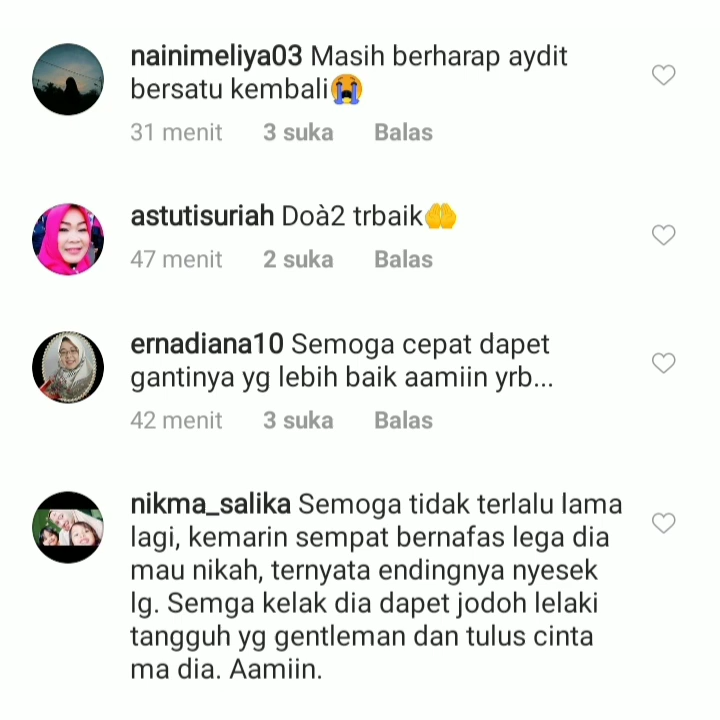 nainimeliya03 Masih berharap aydit
bersatu kembali😭
31 menit 3 suka Balas
astutisuriah Doà2 trbaik🤲
47 menit 2 suka Balas
ernadiana10 Semoga cepat dapet
gantinya yg lebih baik aamiin yrb...
42 menit 3 suka Balas
nikma_salika Semoga tidak terlalu lama
lagi, kemarin sempat bernafas lega dia
mau nikah, ternyata endingnya nyesek
lg. Semga kelak dia dapet jodoh lelaki
tangguh yg gentleman dan tulus cinta
ma dia. Aamiin.